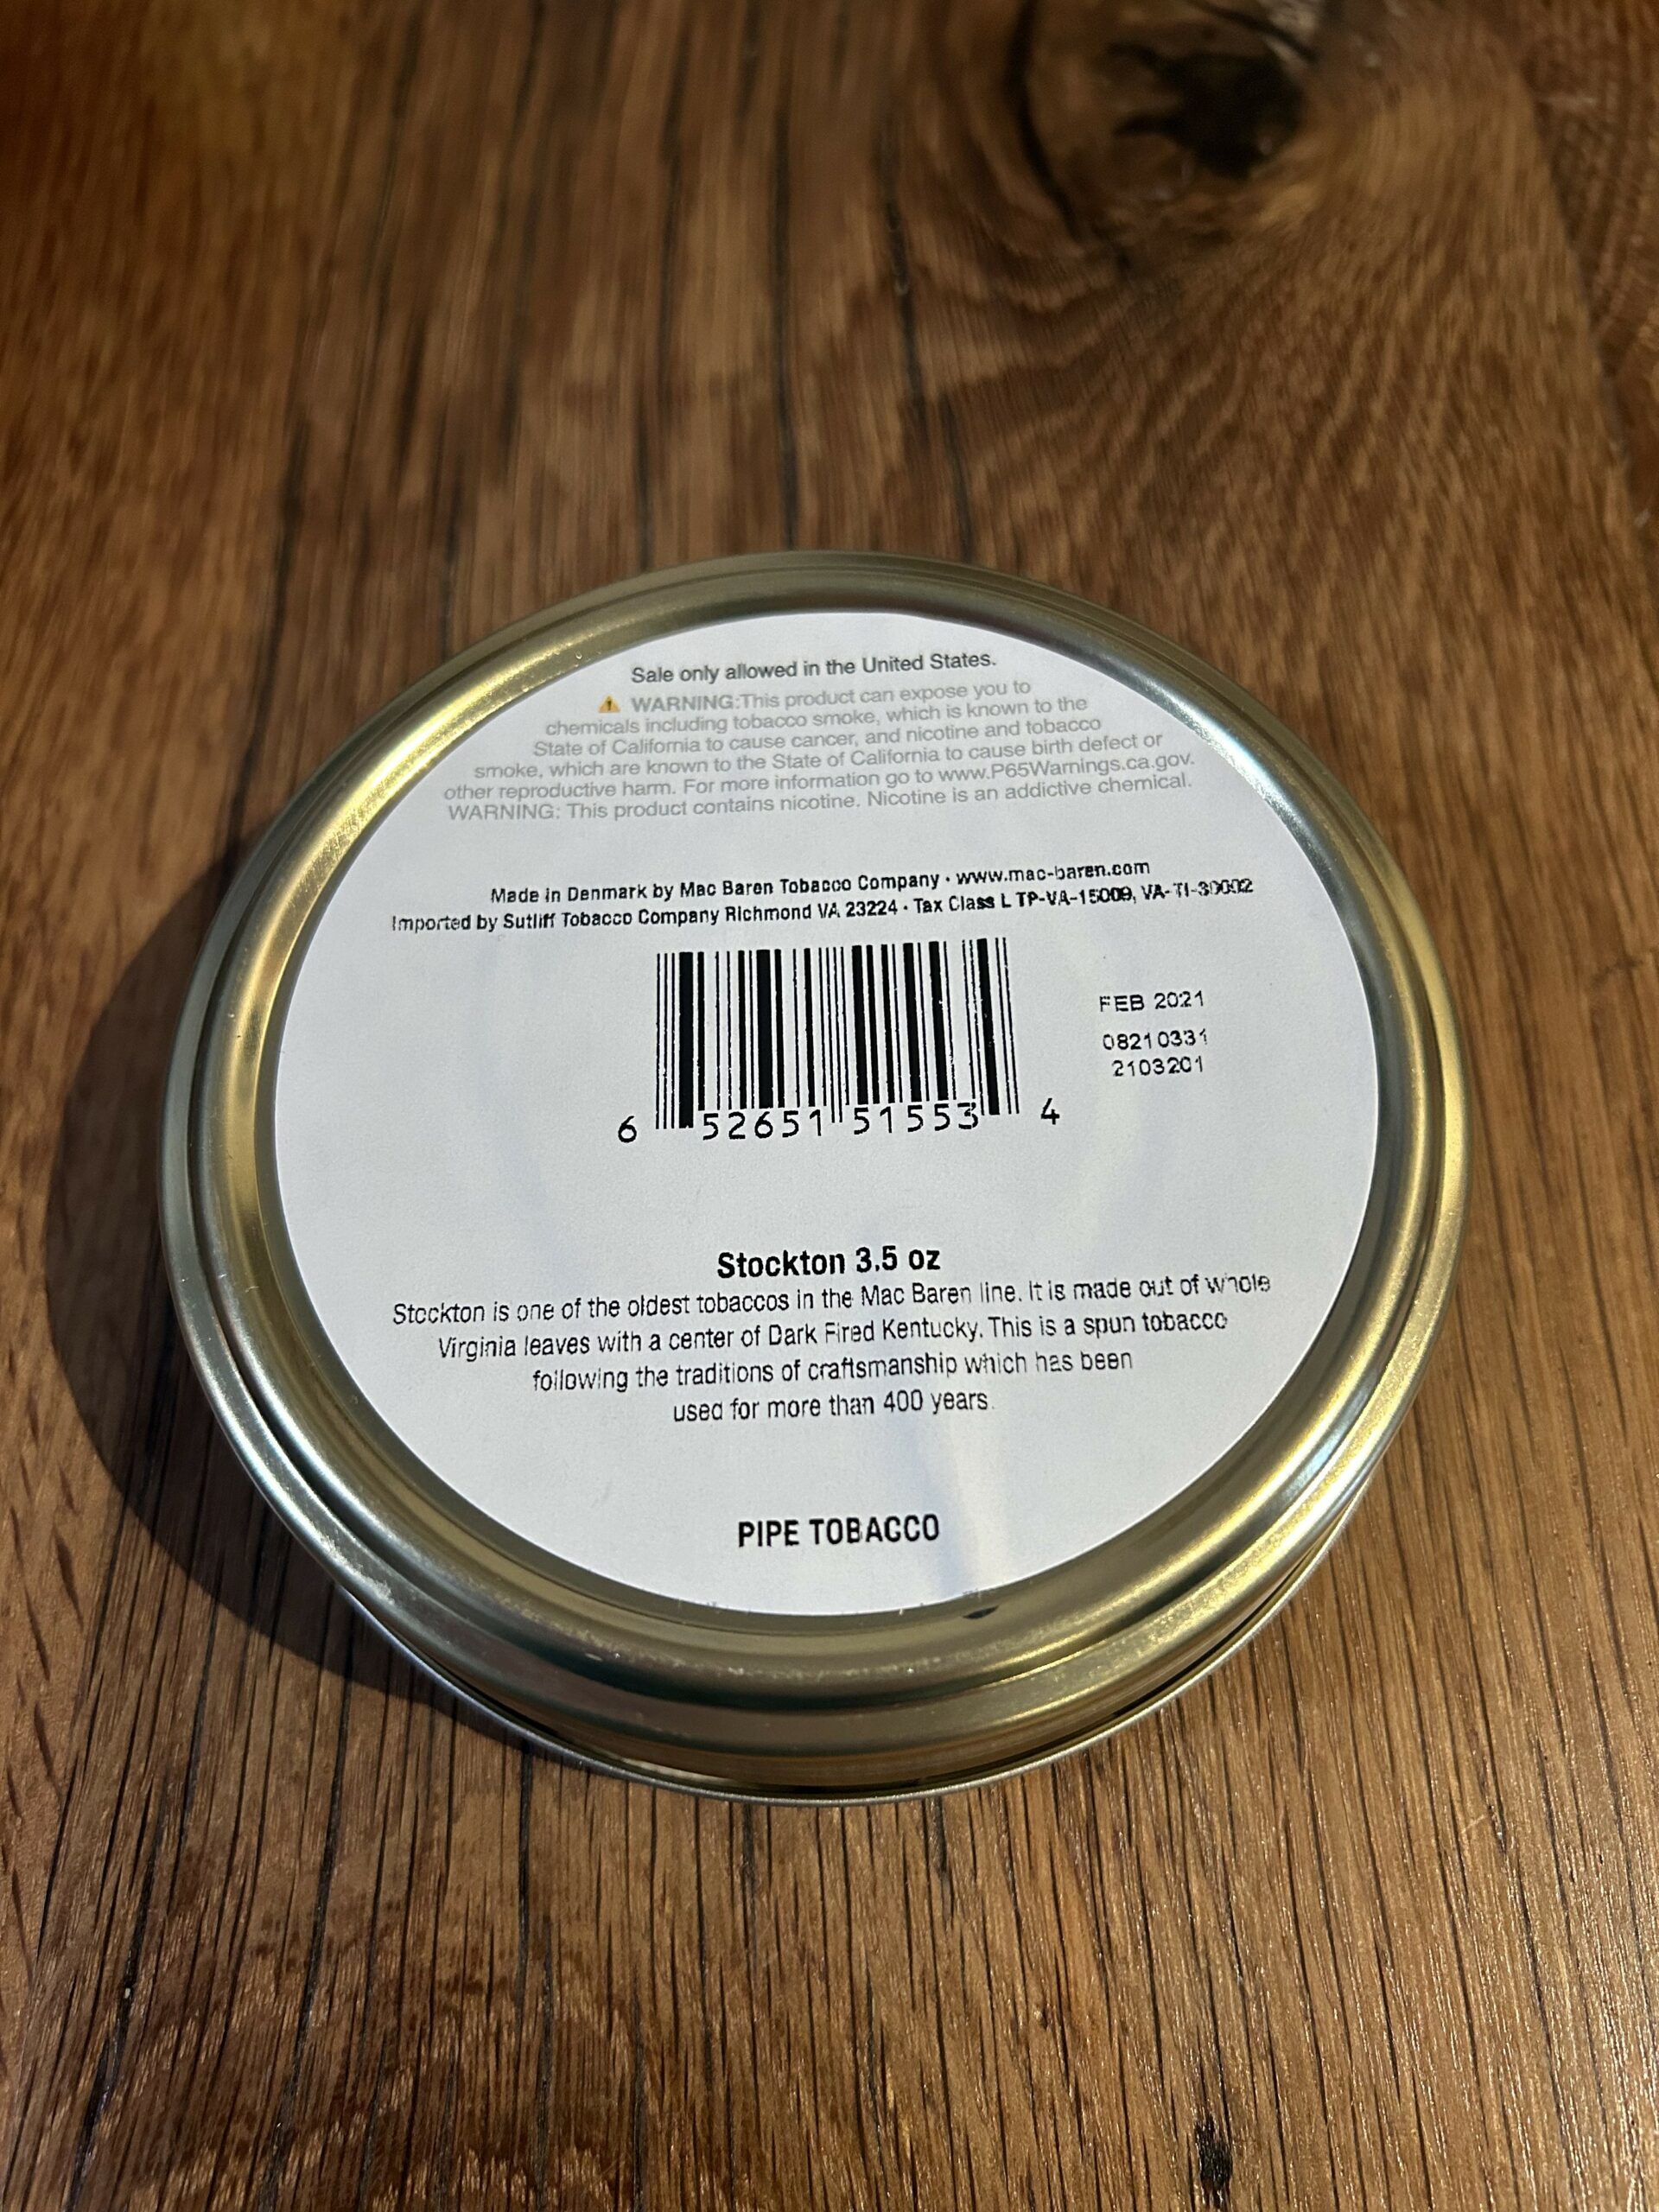 Sale only allowed in the United States.
⚠ WARNING:This product can expose you to
chemicals including tobacco smoke, which is known to the
State of California to cause cancer, and nicotine and tobacco
smoke, which are known to the State of California to cause birth defect or
other reproductive harm. For more information go to www.P65Warnings.ca.gov.
WARNING: This product contains nicotine. Nicotine is an addictive chemical.
Made in Denmark by Mac Baren Tobacco Company · www.mac-baren.com
Imported by Sutliff Tobacco Company Richmond VA 23224 · Tax Class L TP-VA-15009, VA-TI-30002
FEB 2021
08210331
2103201
6 52651 51553 4
Stockton 3.5 oz
Stockton is one of the oldest tobaccos in the Mac Baren line. It is made out of whole
Virginia leaves with a center of Dark Fired Kentucky. This is a spun tobacco
following the traditions of craftsmanship which has been
used for more than 400 years.
PIPE TOBACCO